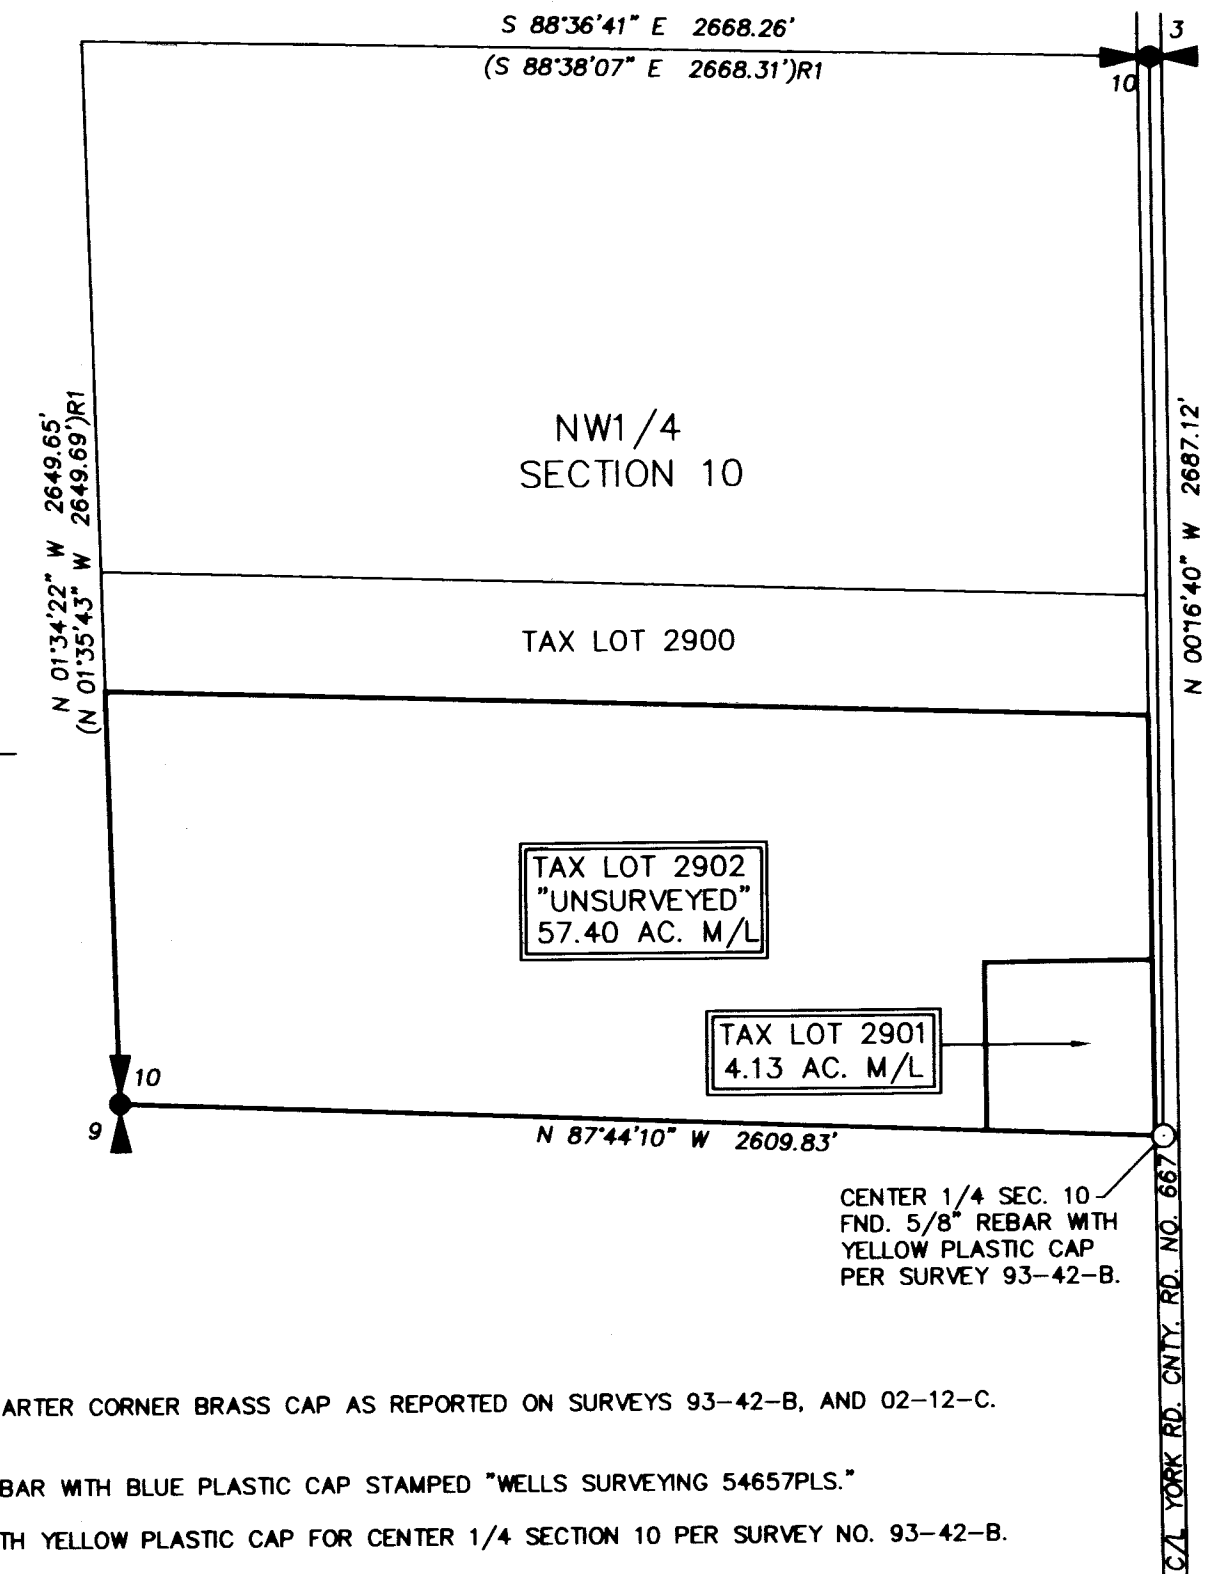 S 88°36'41" E 2668.26'
(S 88°38'07" E 2668.31')R1
3
10
N 01°34'22" W 2649.65'
(N 01°35'43" W 2649.69')R1
N 00°16'40" W 2687.12'
NW1/4
SECTION 10
TAX LOT 2900
TAX LOT 2902
"UNSURVEYED"
57.40 AC. M/L
TAX LOT 2901
4.13 AC. M/L
10
9
N 87°44'10" W 2609.83'
CENTER 1/4 SEC. 10
FND. 5/8" REBAR WITH
YELLOW PLASTIC CAP
PER SURVEY 93-42-B.
C/L YORK RD. CNTY. RD. NO. 667
ARTER CORNER BRASS CAP AS REPORTED ON SURVEYS 93-42-B, AND 02-12-C.
BAR WITH BLUE PLASTIC CAP STAMPED "WELLS SURVEYING 54657PLS."
TH YELLOW PLASTIC CAP FOR CENTER 1/4 SECTION 10 PER SURVEY NO. 93-42-B.